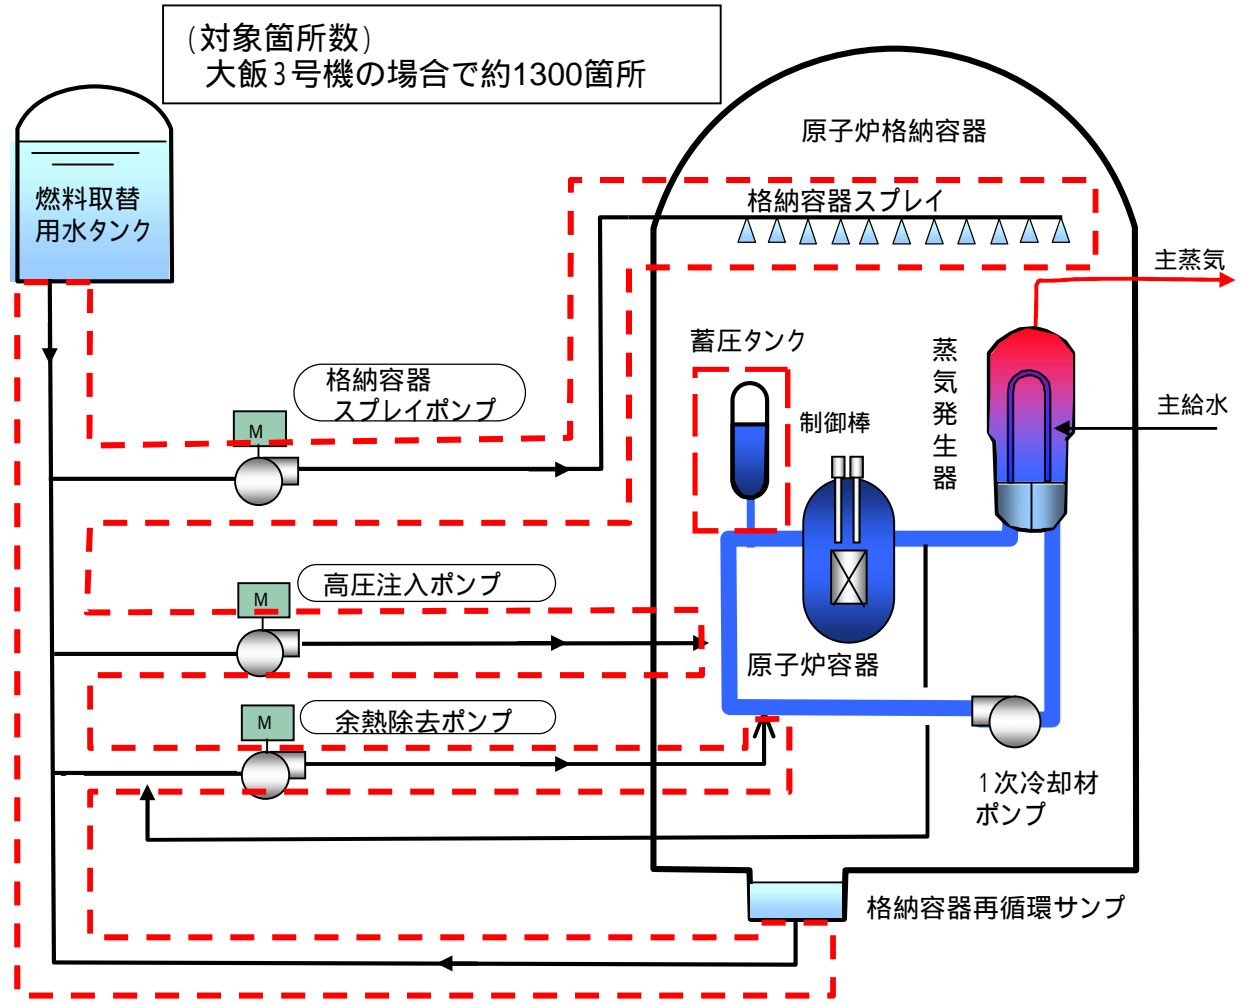 (対象箇所数)
大飯3号機の場合で約1300箇所
原子炉格納容器
燃料取替
用水タンク
格納容器スプレイ
主蒸気
蓄圧タンク
蒸気発生器
格納容器
スプレイポンプ
M
制御棒
主給水
高圧注入ポンプ
M
原子炉容器
余熱除去ポンプ
M
1次冷却材
ポンプ
格納容器再循環サンプ